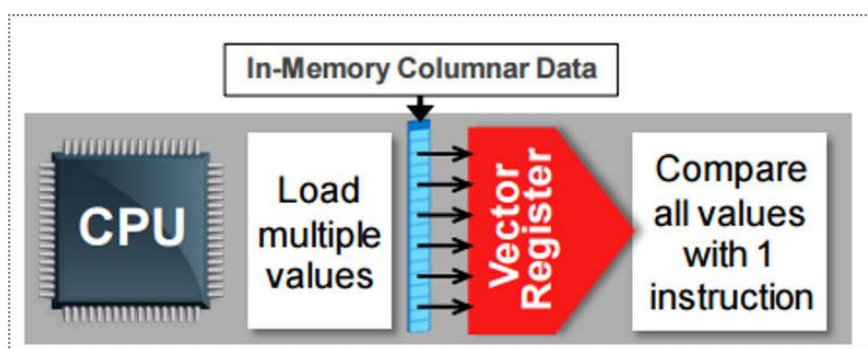 In-Memory Columnar Data
CPU
Load
multiple
values
Vector
Register
Compare
all values
with 1
instruction